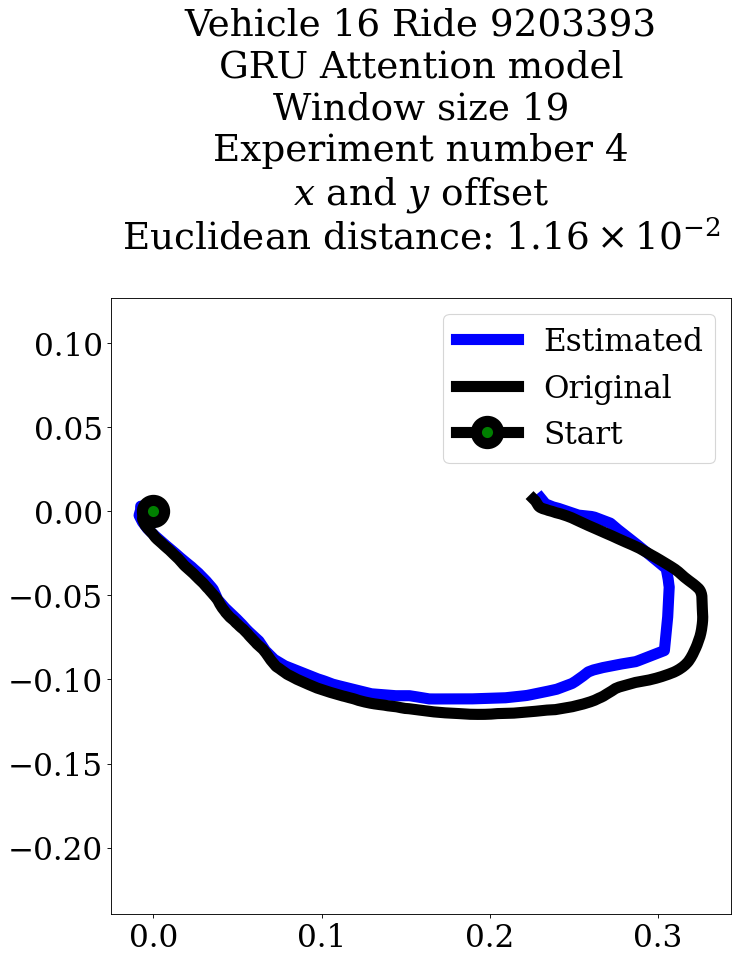 Vehicle 16 Ride 9203393
GRU Attention model
Window size 19
Experiment number 4
x and y offset
Euclidean distance: 1.16 × 10⁻²
Estimated
Original
Start
0.10
0.05
0.00
−0.05
−0.10
−0.15
−0.20
0.0 0.1 0.2 0.3